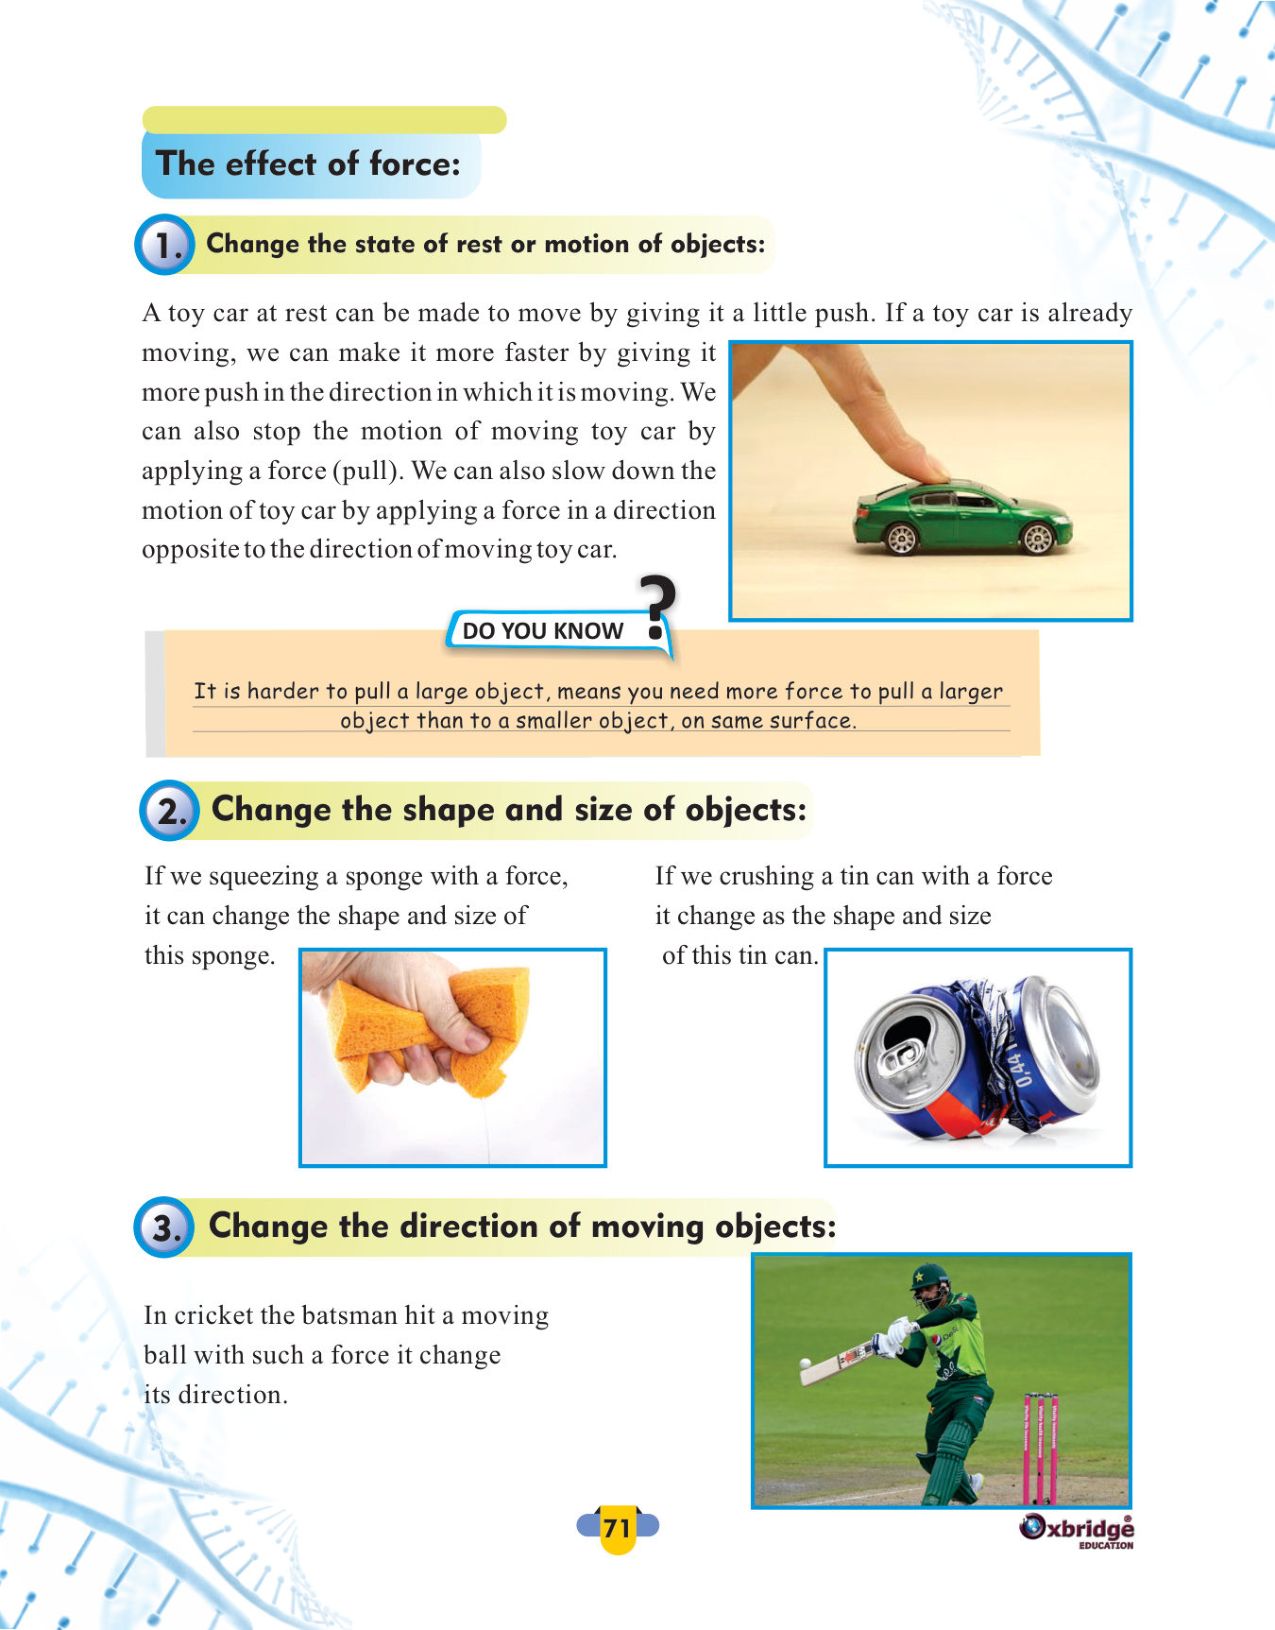 The effect of force:
1. Change the state of rest or motion of objects:
A toy car at rest can be made to move by giving it a little push. If a toy car is already
moving, we can make it more faster by giving it
more push in the direction in which it is moving. We
can also stop the motion of moving toy car by
applying a force (pull). We can also slow down the
motion of toy car by applying a force in a direction
opposite to the direction of moving toy car.
DO YOU KNOW ?
It is harder to pull a large object, means you need more force to pull a larger
object than to a smaller object, on same surface.
2. Change the shape and size of objects:
If we squeezing a sponge with a force,
it can change the shape and size of
this sponge.
If we crushing a tin can with a force
it change as the shape and size
of this tin can.
0,44 l
3. Change the direction of moving objects:
In cricket the batsman hit a moving
ball with such a force it change
its direction.
71
Oxbridge®
EDUCATION